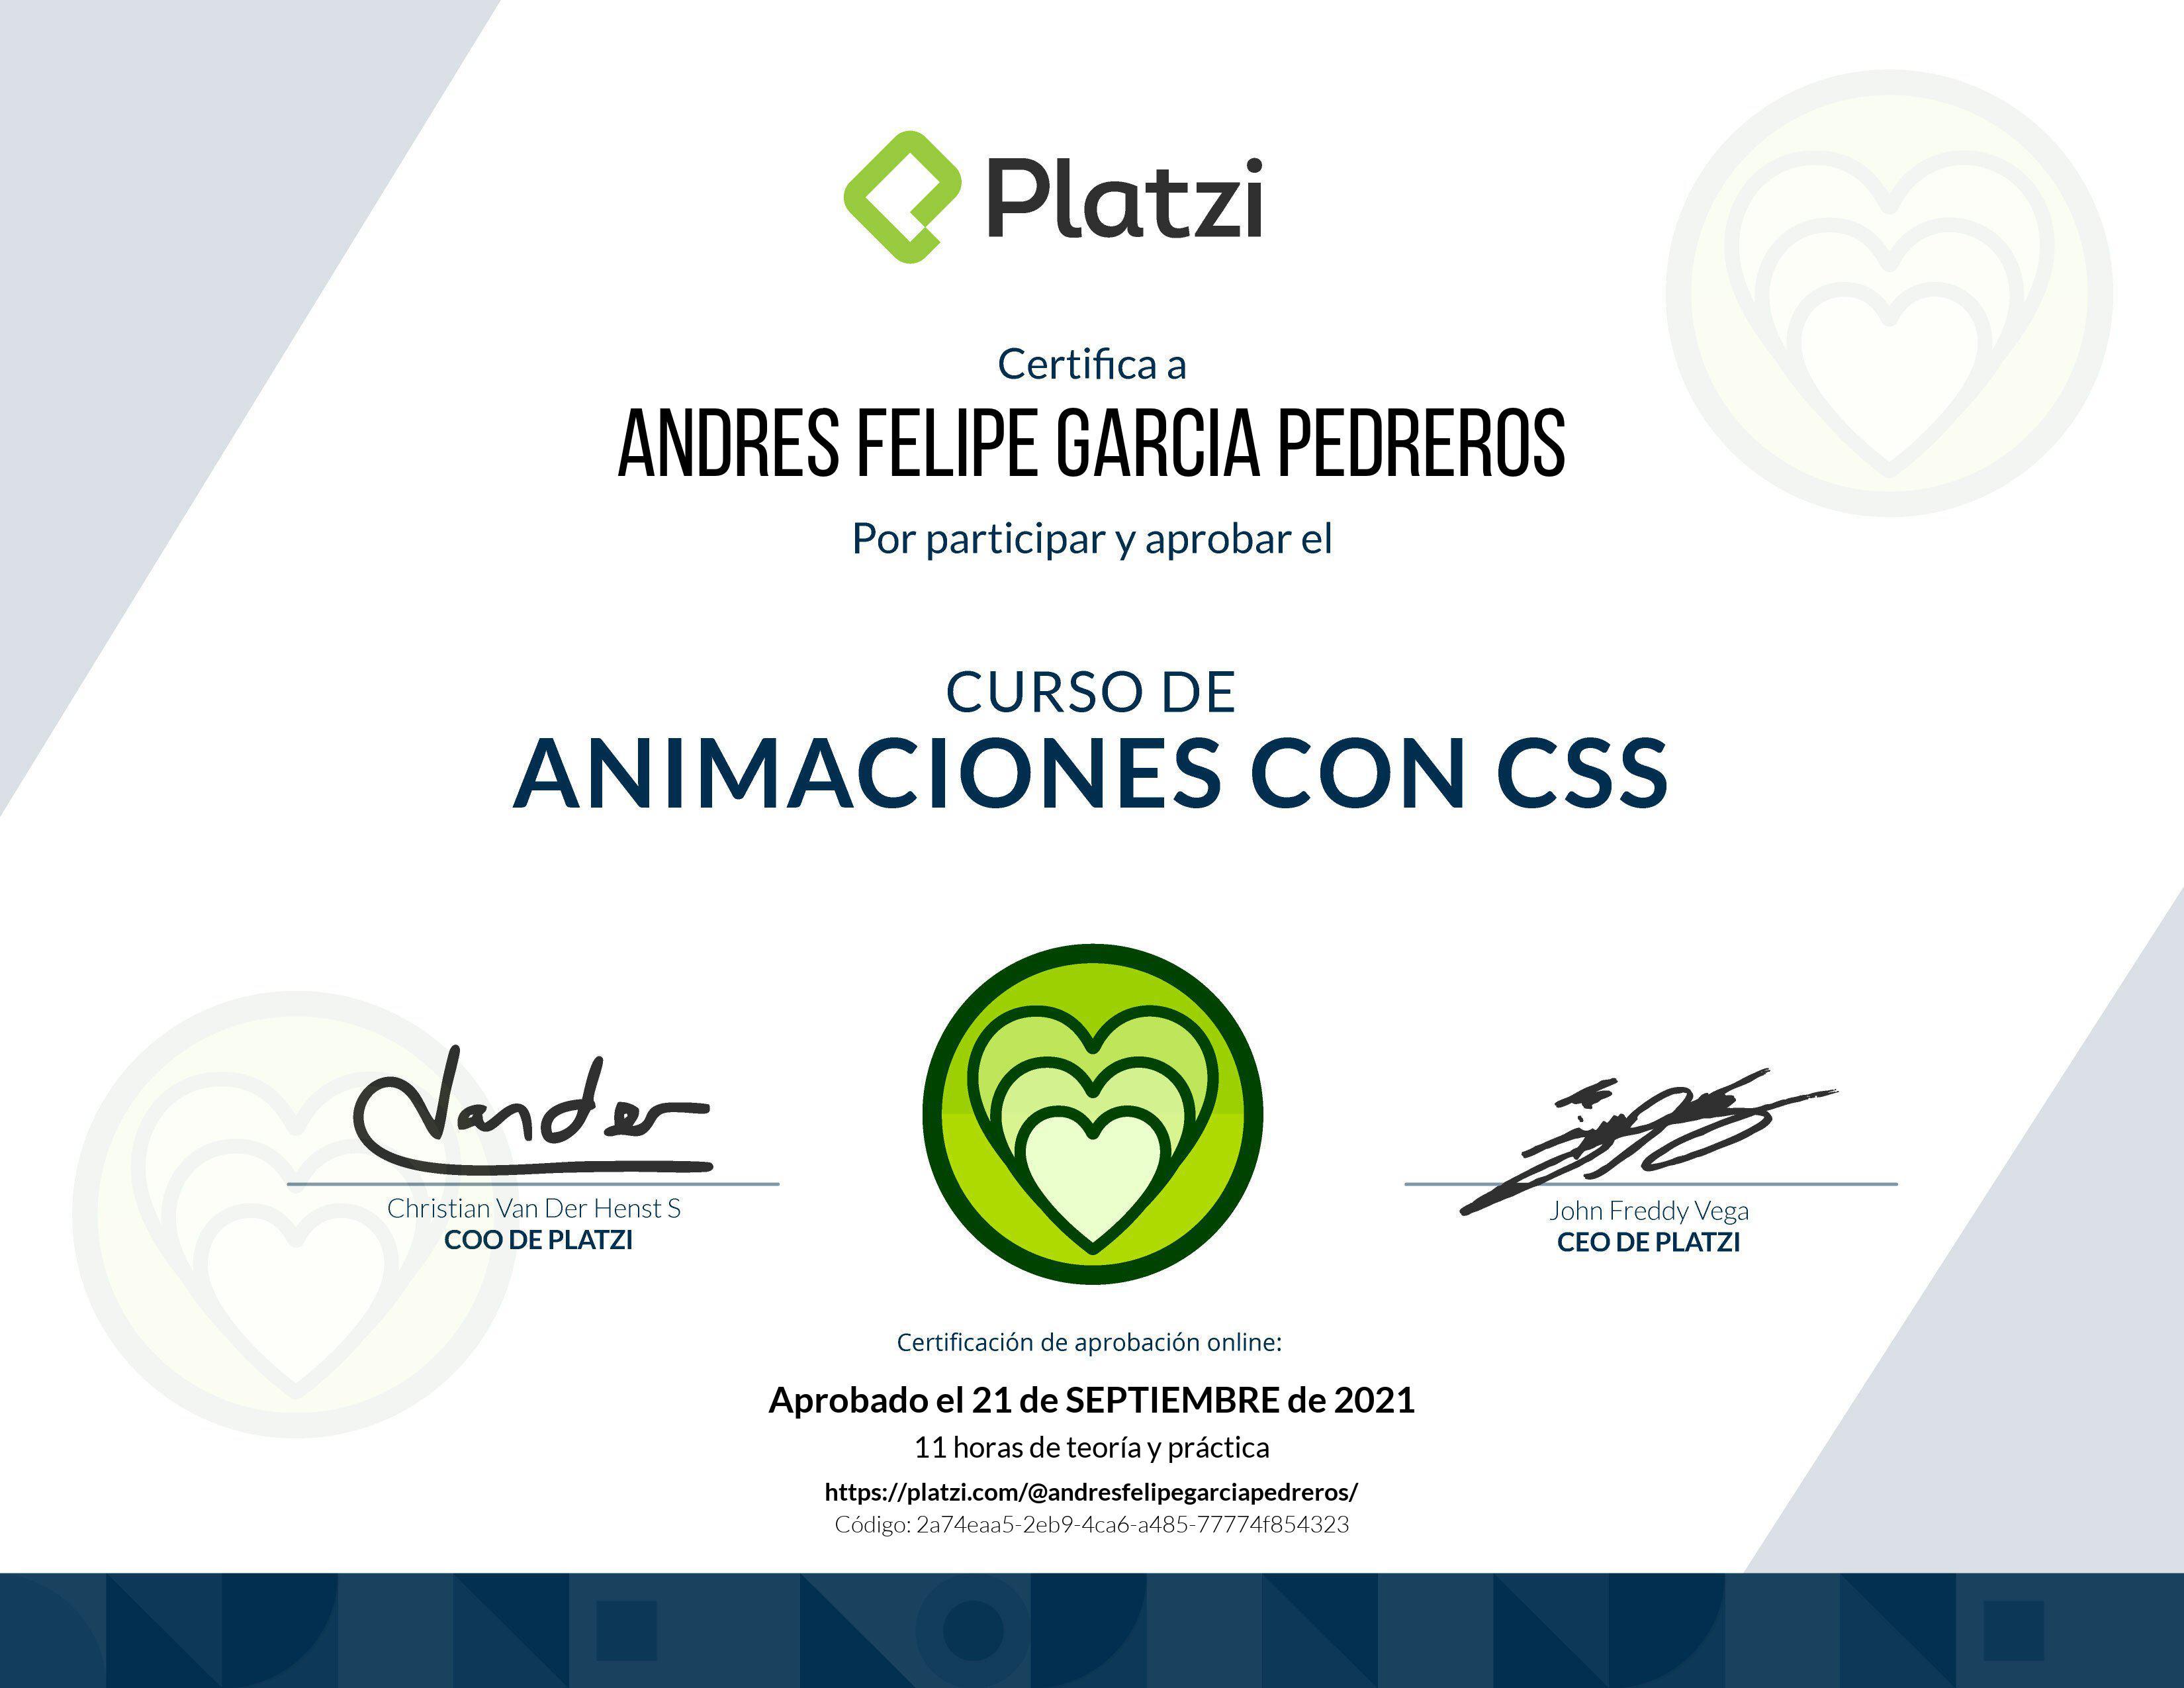 Platzi
Certifica a
ANDRES FELIPE GARCIA PEDREROS
Por participar y aprobar el
CURSO DE
ANIMACIONES CON CSS
Vander
Christian Van Der Henst S
COO DE PLATZI
John Freddy Vega
CEO DE PLATZI
Certificación de aprobación online:
Aprobado el 21 de SEPTIEMBRE de 2021
11 horas de teoría y práctica
https://platzi.com/@andresfelipegarciapedreros/
Código: 2a74eaa5-2eb9-4ca6-a485-77774f854323